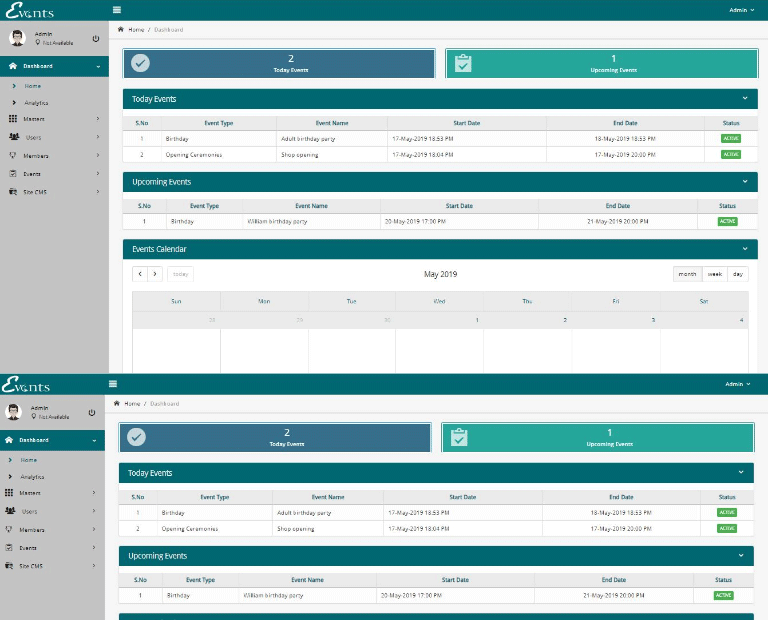 Events
Admin
Admin
Not Available
Home / Dashboard
Dashboard
Home
Analytics
Masters
Users
Members
Events
Site CMS
2
Today Events
1
Upcoming Events
Today Events
S.No Event Type Event Name Start Date End Date Status
1 Birthday Adult birthday party 17-May-2019 18:53 PM 18-May-2019 18:53 PM ACTIVE
2 Opening Ceremonies Shop opening 17-May-2019 18:04 PM 17-May-2019 20:00 PM ACTIVE
Upcoming Events
S.No Event Type Event Name Start Date End Date Status
1 Birthday William birthday party 20-May-2019 17:00 PM 21-May-2019 20:00 PM ACTIVE
Events Calendar
today May 2019 month week day
Sun Mon Tue Wed Thu Fri Sat
28 29 30 1 2 3 4
Events
Admin
Admin
Not Available
Home / Dashboard
Dashboard
Home
Analytics
Masters
Users
Members
Events
Site CMS
2
Today Events
1
Upcoming Events
Today Events
S.No Event Type Event Name Start Date End Date Status
1 Birthday Adult birthday party 17-May-2019 18:53 PM 18-May-2019 18:53 PM ACTIVE
2 Opening Ceremonies Shop opening 17-May-2019 18:04 PM 17-May-2019 20:00 PM ACTIVE
Upcoming Events
S.No Event Type Event Name Start Date End Date Status
1 Birthday William birthday party 20-May-2019 17:00 PM 21-May-2019 20:00 PM ACTIVE